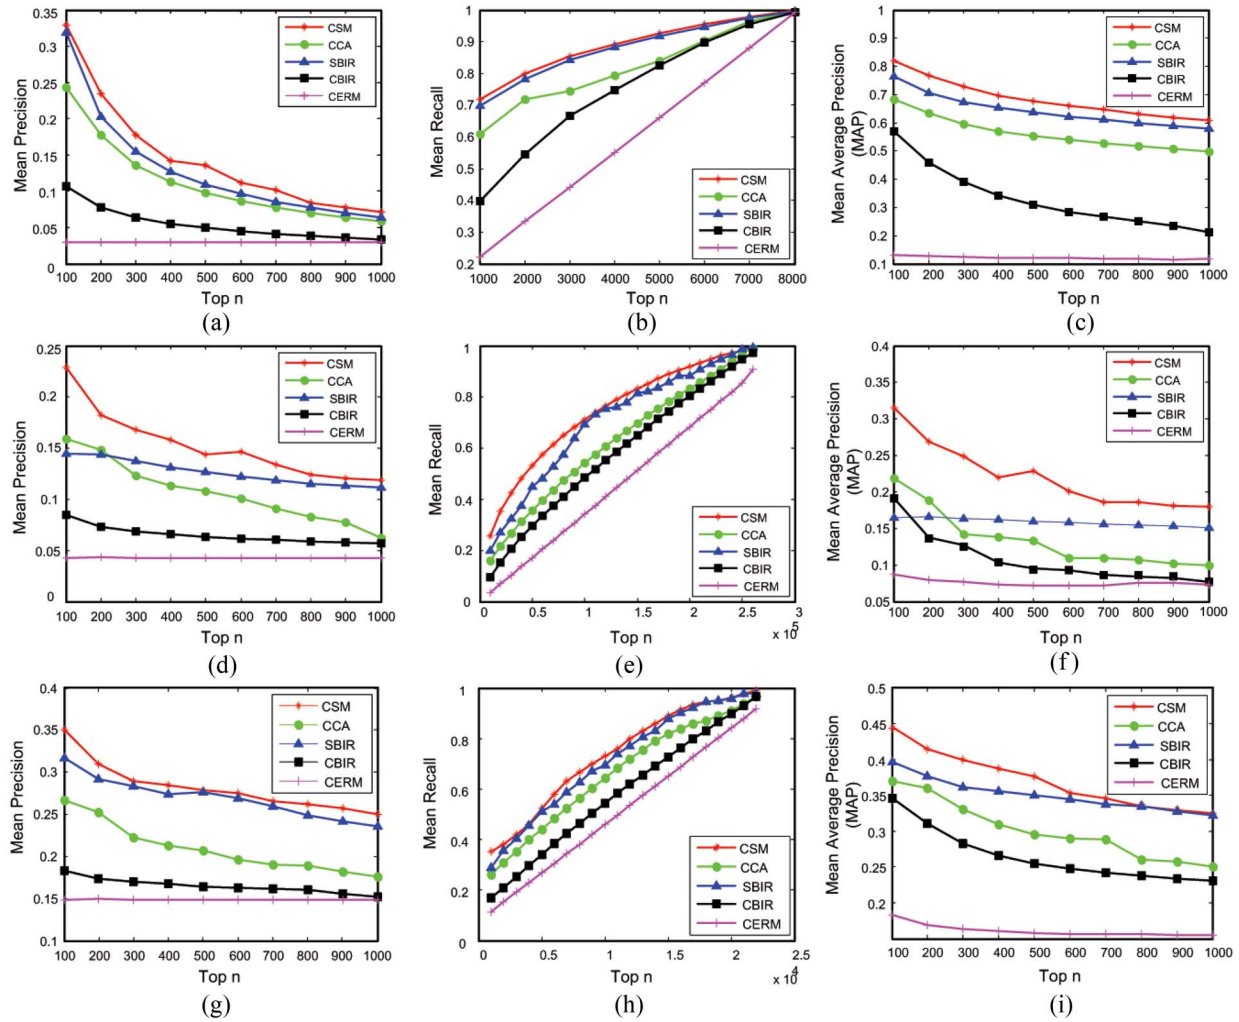 0.35
0.3
0.25
0.2
0.15
0.1
0.05
0
Mean Precision
CSM
CCA
SBIR
CBIR
CERM
100 200 300 400 500 600 700 800 900 1000
Top n
(a)
1
0.9
0.8
0.7
0.6
0.5
0.4
0.3
0.2
Mean Recall
CSM
CCA
SBIR
CBIR
CERM
1000 2000 3000 4000 5000 6000 7000 8000
Top n
(b)
1
0.9
0.8
0.7
0.6
0.5
0.4
0.3
0.2
0.1
Mean Average Precision
(MAP)
CSM
CCA
SBIR
CBIR
CERM
100 200 300 400 500 600 700 800 900 1000
Top n
(c)
0.25
0.2
0.15
0.1
0.05
0
Mean Precision
CSM
CCA
SBIR
CBIR
CERM
100 200 300 400 500 600 700 800 900 1000
Top n
(d)
1
0.8
0.6
0.4
0.2
0
Mean Recall
CSM
CCA
SBIR
CBIR
CERM
0 0.5 1 1.5 2 2.5 3
x 10^5
Top n
(e)
0.4
0.35
0.3
0.25
0.2
0.15
0.1
0.05
Mean Average Precision
(MAP)
CSM
CCA
SBIR
CBIR
CERM
100 200 300 400 500 600 700 800 900 1000
Top n
(f)
0.4
0.35
0.3
0.25
0.2
0.15
0.1
Mean Precision
CSM
CCA
SBIR
CBIR
CERM
100 200 300 400 500 600 700 800 900 1000
Top n
(g)
1
0.8
0.6
0.4
0.2
0
Mean Recall
CSM
CCA
SBIR
CBIR
CERM
0 0.5 1 1.5 2 2.5
x 10^4
Top n
(h)
0.5
0.45
0.4
0.35
0.3
0.25
0.2
Mean Average Precision
(MAP)
CSM
CCA
SBIR
CBIR
CERM
100 200 300 400 500 600 700 800 900 1000
Top n
(i)